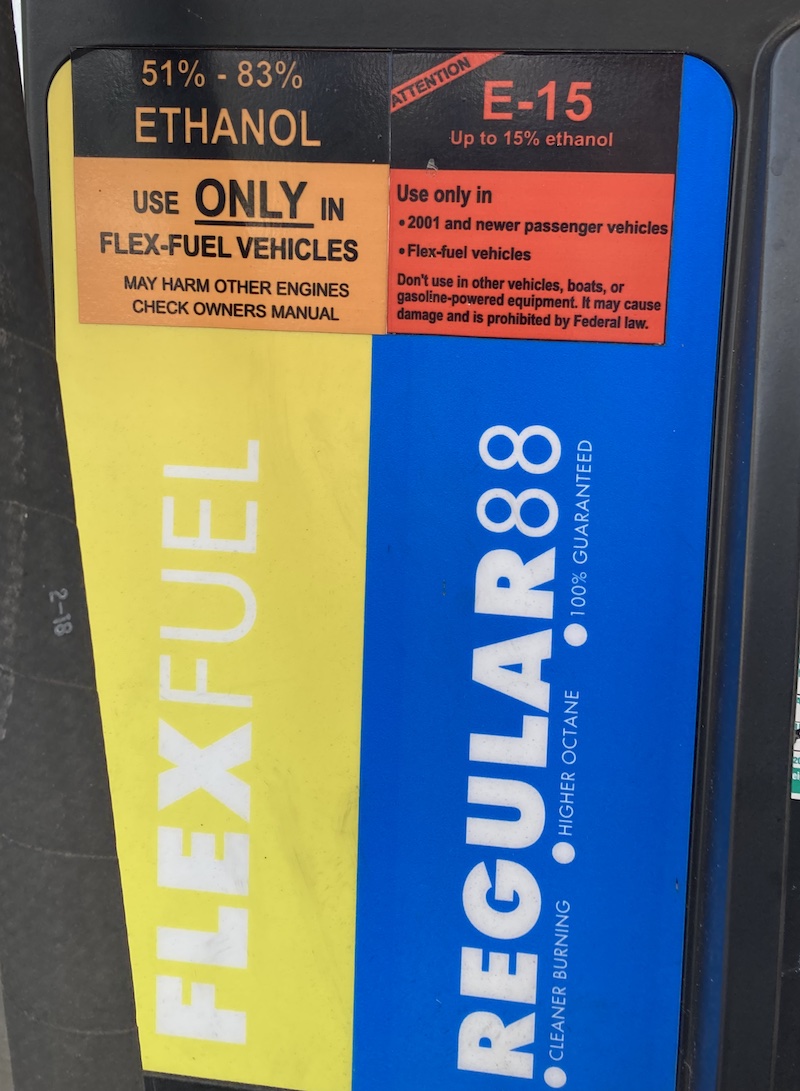 51% - 83%
ETHANOL
USE ONLY IN
FLEX-FUEL VEHICLES
MAY HARM OTHER ENGINES
CHECK OWNERS MANUAL
ATTENTION
E-15
Up to 15% ethanol
Use only in
• 2001 and newer passenger vehicles
• Flex-fuel vehicles
Don't use in other vehicles, boats, or
gasoline-powered equipment. It may cause
damage and is prohibited by Federal law.
FLEXFUEL
REGULAR88
• CLEANER BURNING • HIGHER OCTANE • 100% GUARANTEED
2-18